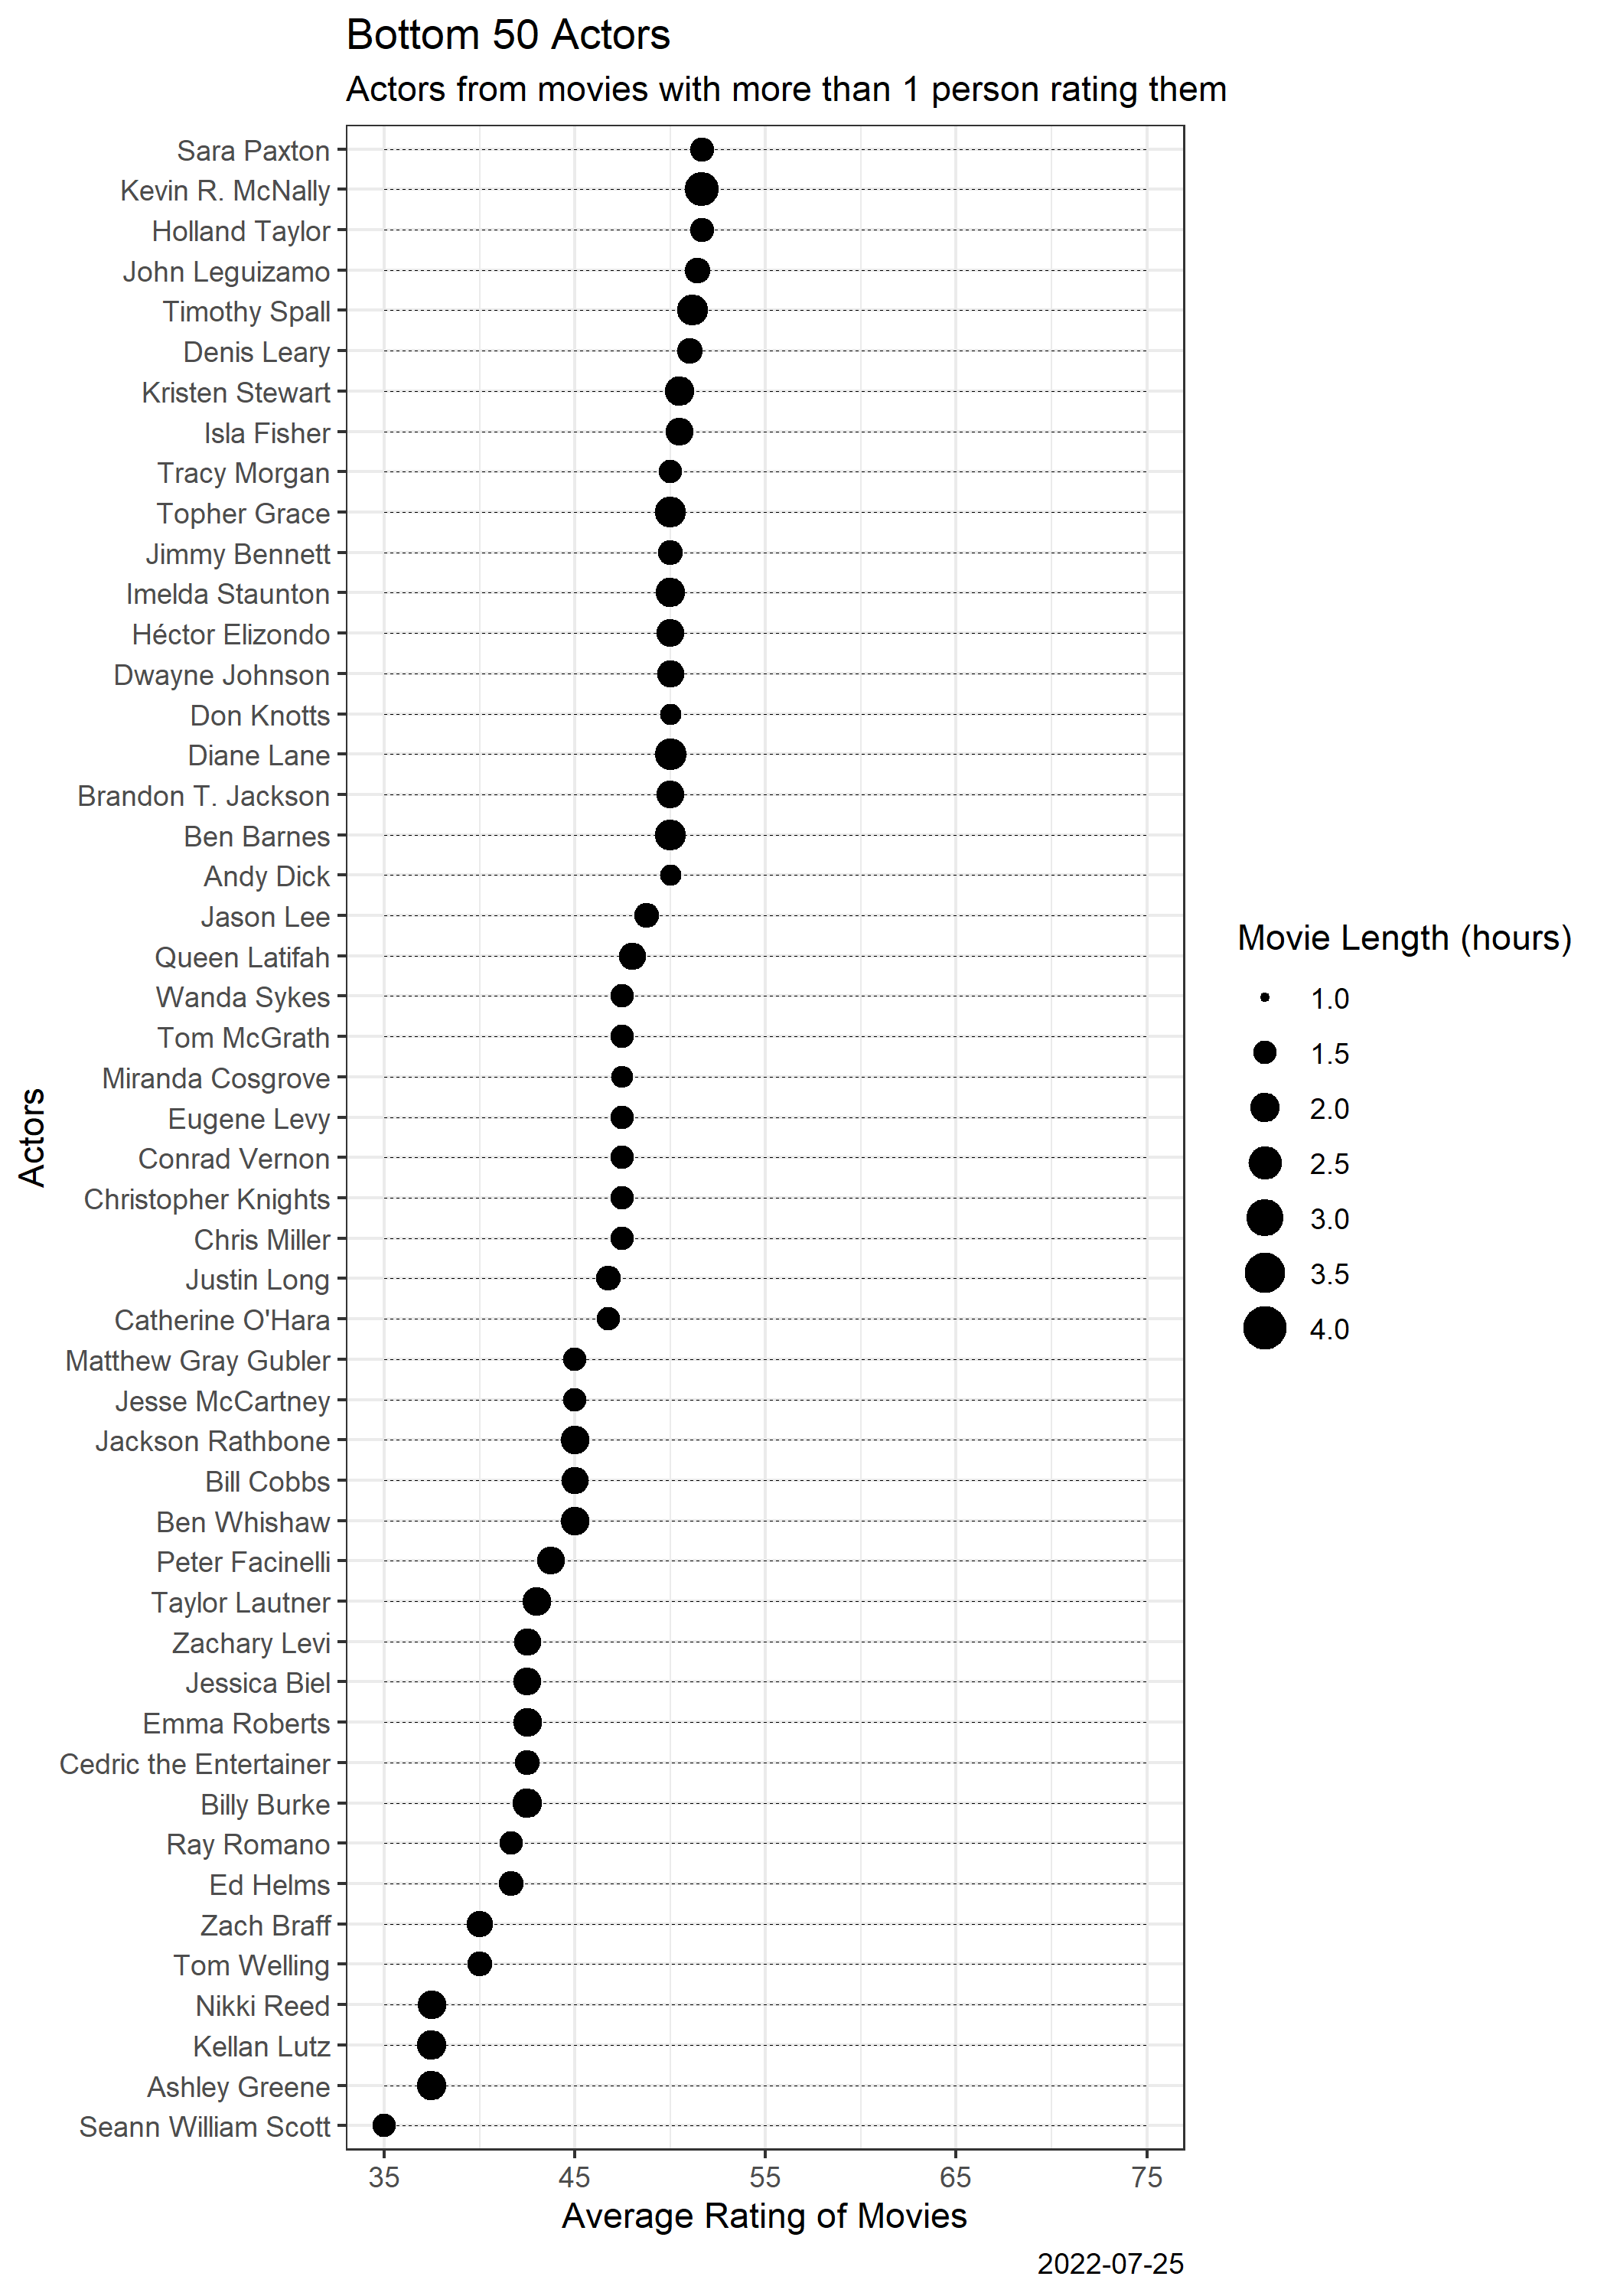 Bottom 50 Actors
Actors from movies with more than 1 person rating them
Sara Paxton
Kevin R. McNally
Holland Taylor
John Leguizamo
Timothy Spall
Denis Leary
Kristen Stewart
Isla Fisher
Tracy Morgan
Topher Grace
Jimmy Bennett
Imelda Staunton
Héctor Elizondo
Dwayne Johnson
Don Knotts
Diane Lane
Brandon T. Jackson
Ben Barnes
Andy Dick
Jason Lee
Queen Latifah
Wanda Sykes
Tom McGrath
Miranda Cosgrove
Eugene Levy
Conrad Vernon
Christopher Knights
Chris Miller
Justin Long
Catherine O'Hara
Matthew Gray Gubler
Jesse McCartney
Jackson Rathbone
Bill Cobbs
Ben Whishaw
Peter Facinelli
Taylor Lautner
Zachary Levi
Jessica Biel
Emma Roberts
Cedric the Entertainer
Billy Burke
Ray Romano
Ed Helms
Zach Braff
Tom Welling
Nikki Reed
Kellan Lutz
Ashley Greene
Seann William Scott
Actors
35 45 55 65 75
Average Rating of Movies
Movie Length (hours)
1.0
1.5
2.0
2.5
3.0
3.5
4.0
2022-07-25